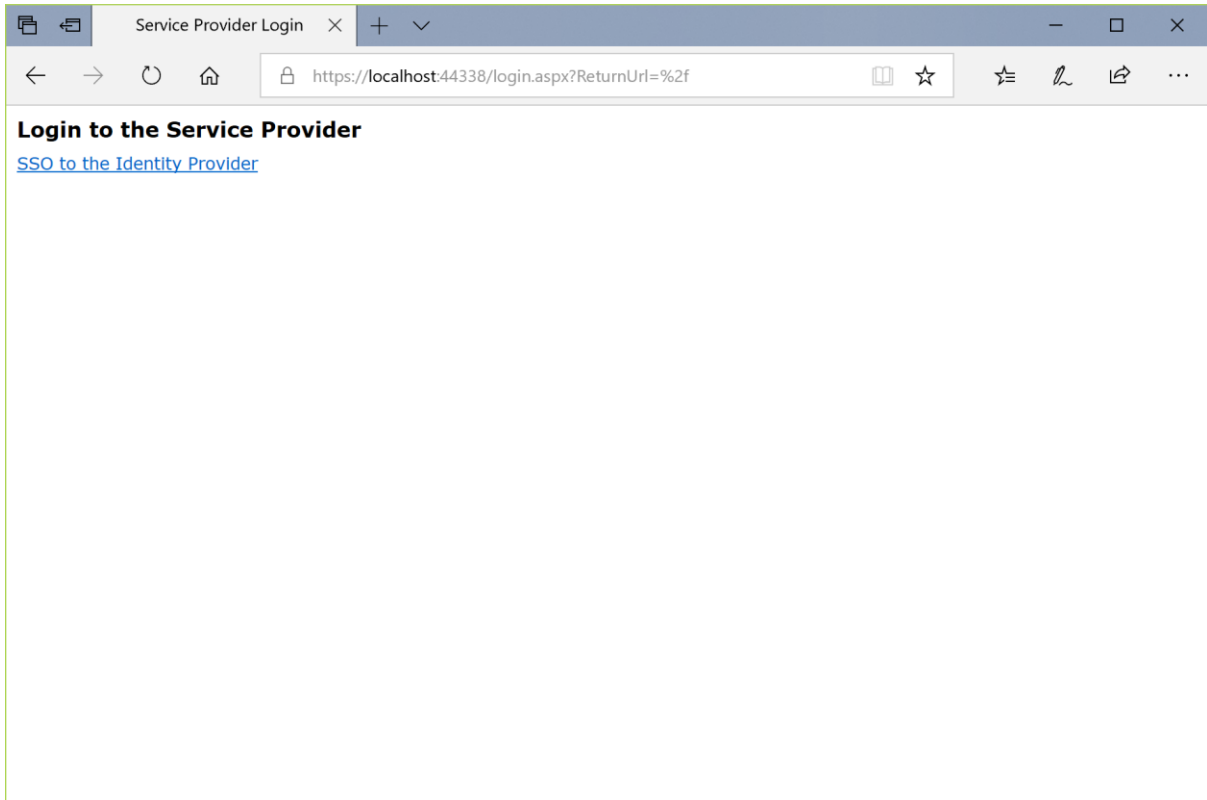 Service Provider Login
https://localhost:44338/login.aspx?ReturnUrl=%2f
Login to the Service Provider
SSO to the Identity Provider